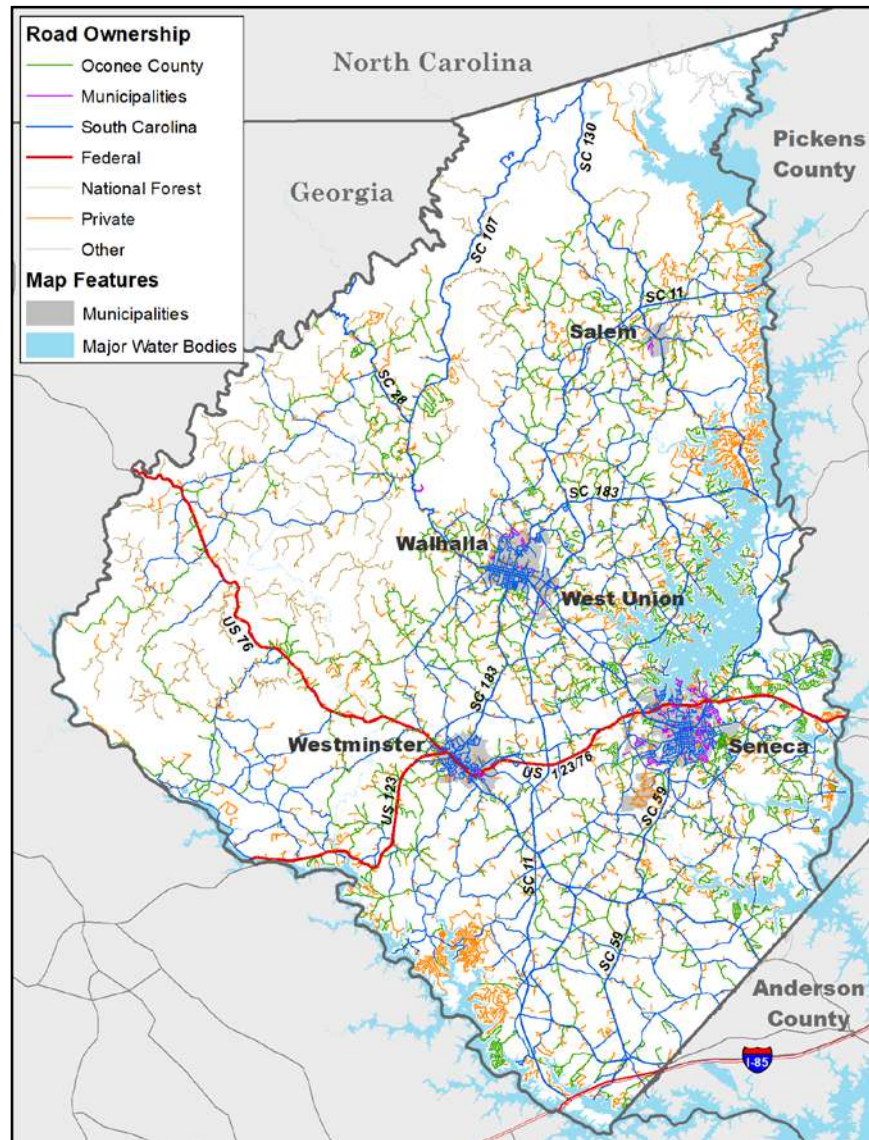 Road Ownership
Oconee County
Municipalities
South Carolina
Federal
National Forest
Private
Other
Map Features
Municipalities
Major Water Bodies
North Carolina
Georgia
Pickens
County
SC 130
SC 107
SC 11
Salem
SC 28
SC 183
Walhalla
West Union
US 76
SC 183
Westminster
Seneca
US 123/76
US 123
SC 59
SC 11
SC 59
Anderson
County
I-85